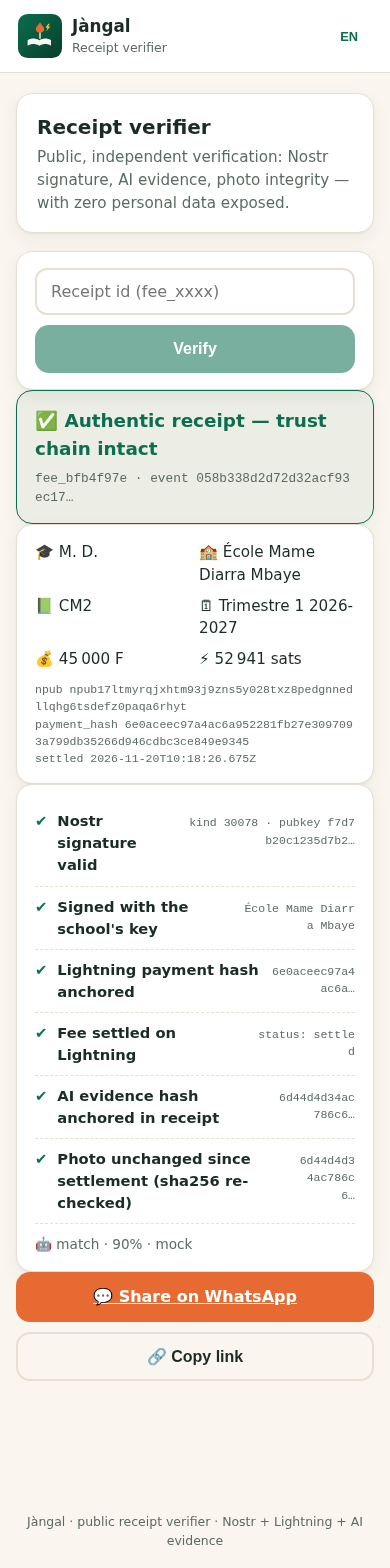 Jàngal
Receipt verifier
EN
Receipt verifier
Public, independent verification: Nostr
signature, AI evidence, photo integrity —
with zero personal data exposed.
Receipt id (fee_xxxx)
Verify
✅ Authentic receipt — trust
chain intact
fee_bfb4f97e · event 058b338d2d72d32acf93
ec17…
🎓 M. D.
🏫 École Mame
Diarra Mbaye
📗 CM2
🗓 Trimestre 1 2026-
2027
💰 45 000 F
⚡ 52 941 sats
npub npub17ltmyrqjxhtm93j9zns5y028txz8pedgnned
llqhg6tsdefz0paqa6rhyt
payment_hash 6e0aceec97a4ac6a952281fb27e309709
3a799db35266d946cdbc3ce849e9345
settled 2026-11-20T10:18:26.675Z
✔ Nostr
signature
valid
kind 30078 · pubkey f7d7
b20c1235d7b2…
✔ Signed with the
school's key
École Mame Diarr
a Mbaye
✔ Lightning payment hash
anchored
6e0aceec97a4
ac6a…
✔ Fee settled on
Lightning
status: settle
d
✔ AI evidence hash
anchored in receipt
6d44d4d34ac
786c6…
✔ Photo unchanged since
settlement (sha256 re-
checked)
6d44d4d3
4ac786c
6…
🤖 match · 90% · mock
💬 Share on WhatsApp
🔗 Copy link
Jàngal · public receipt verifier · Nostr + Lightning + AI
evidence